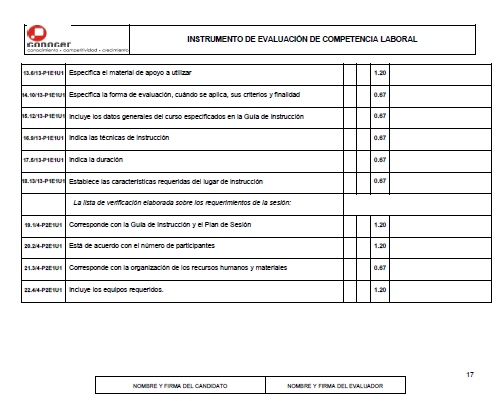 conocer
conocimiento • competitividad • crecimiento
INSTRUMENTO DE EVALUACIÓN DE COMPETENCIA LABORAL
13.6/13-P1E1U1 Especifica el material de apoyo a utilizar 1.20
14.10/13-P1E1U1 Especifica la forma de evaluación, cuándo se aplica, sus criterios y finalidad 0.67
15.12/13-P1E1U1 Incluye los datos generales del curso especificados en la Guía de Instrucción 0.67
16.9/13-P1E1U1 Indica las técnicas de instrucción 0.67
17.5/13-P1E1U1 Indica la duración 0.67
18.13/13-P1E1U1 Establece las características requeridas del lugar de instrucción 0.67
La lista de verificación elaborada sobre los requerimientos de la sesión:
19.1/4-P2E1U1 Corresponde con la Guía de Instrucción y el Plan de Sesión 1.20
20.2/4-P2E1U1 Está de acuerdo con el número de participantes 1.20
21.3/4-P2E1U1 Corresponde con la organización de los recursos humanos y materiales 0.67
22.4/4-P2E1U1 Incluye los equipos requeridos. 1.20
17
NOMBRE Y FIRMA DEL CANDIDATO NOMBRE Y FIRMA DEL EVALUADOR